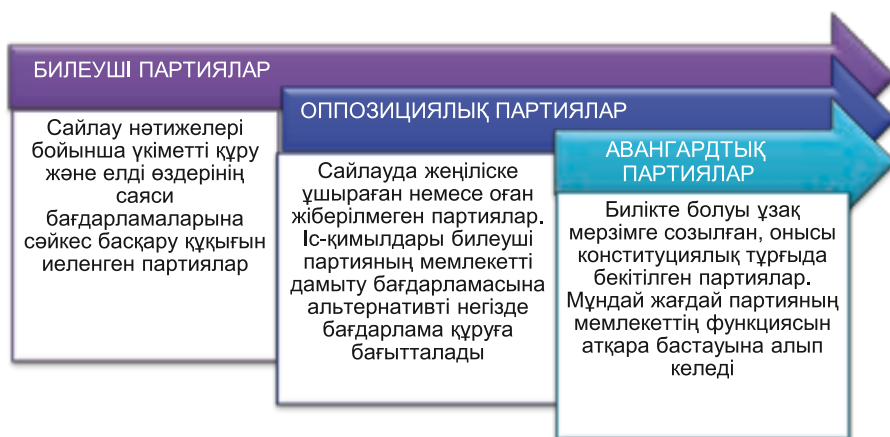 БИЛЕУШІ ПАРТИЯЛАР
Сайлау нәтижелері
бойынша үкіметті құру
және елді өздерінің
саяси
бағдарламаларына
сәйкес басқару құқығын
иеленген партиялар
ОППОЗИЦИЯЛЫҚ ПАРТИЯЛАР
Сайлауда жеңіліске
ұшыраған немесе оған
жіберілмеген партиялар.
Іс-қимылдары билеуші
партияның мемлекетті
дамыту бағдарламасына
альтернативті негізде
бағдарлама құруға
бағытталады
АВАНГАРДТЫҚ
ПАРТИЯЛАР
Билікте болуы ұзақ
мерзімге созылған, онысы
конституциялық тұрғыда
бекітілген партиялар.
Мұндай жағдай партияның
мемлекеттің функциясын
атқара бастауына алып
келеді